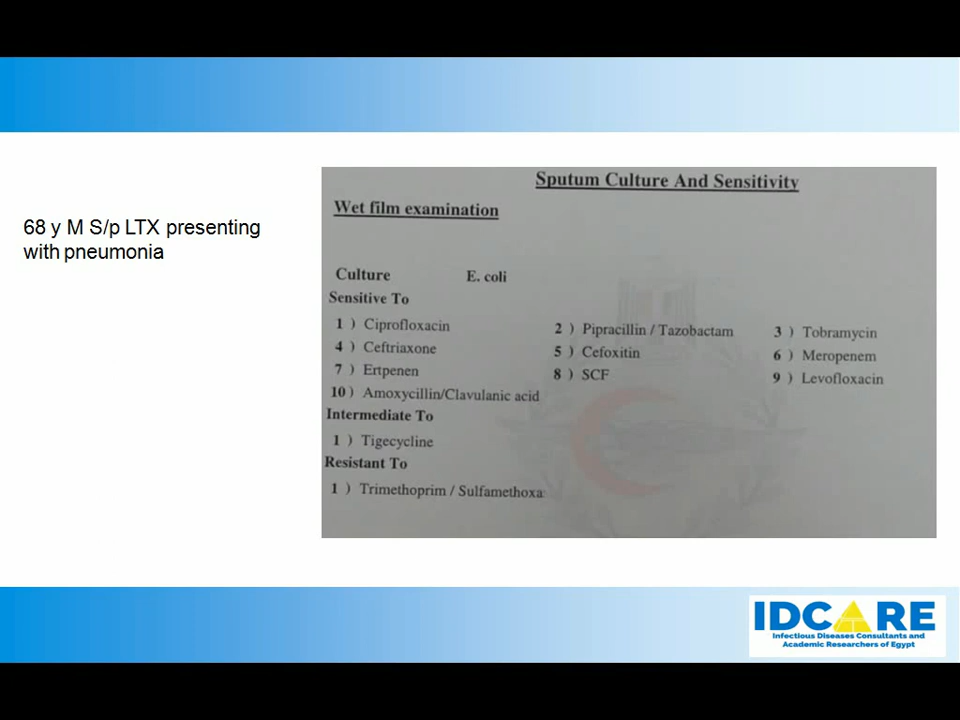 68 y M S/p LTX presenting
with pneumonia
Sputum Culture And Sensitivity
Wet film examination
Culture E. coli
Sensitive To
1 ) Ciprofloxacin 2 ) Pipracillin / Tazobactam 3 ) Tobramycin
4 ) Ceftriaxone 5 ) Cefoxitin 6 ) Meropenem
7 ) Ertpenen 8 ) SCF 9 ) Levofloxacin
10 ) Amoxycillin/Clavulanic acid
Intermediate To
1 ) Tigecycline
Resistant To
1 ) Trimethoprim / Sulfamethoxa
IDCARE
Infectious Diseases Consultants and
Academic Researchers of Egypt